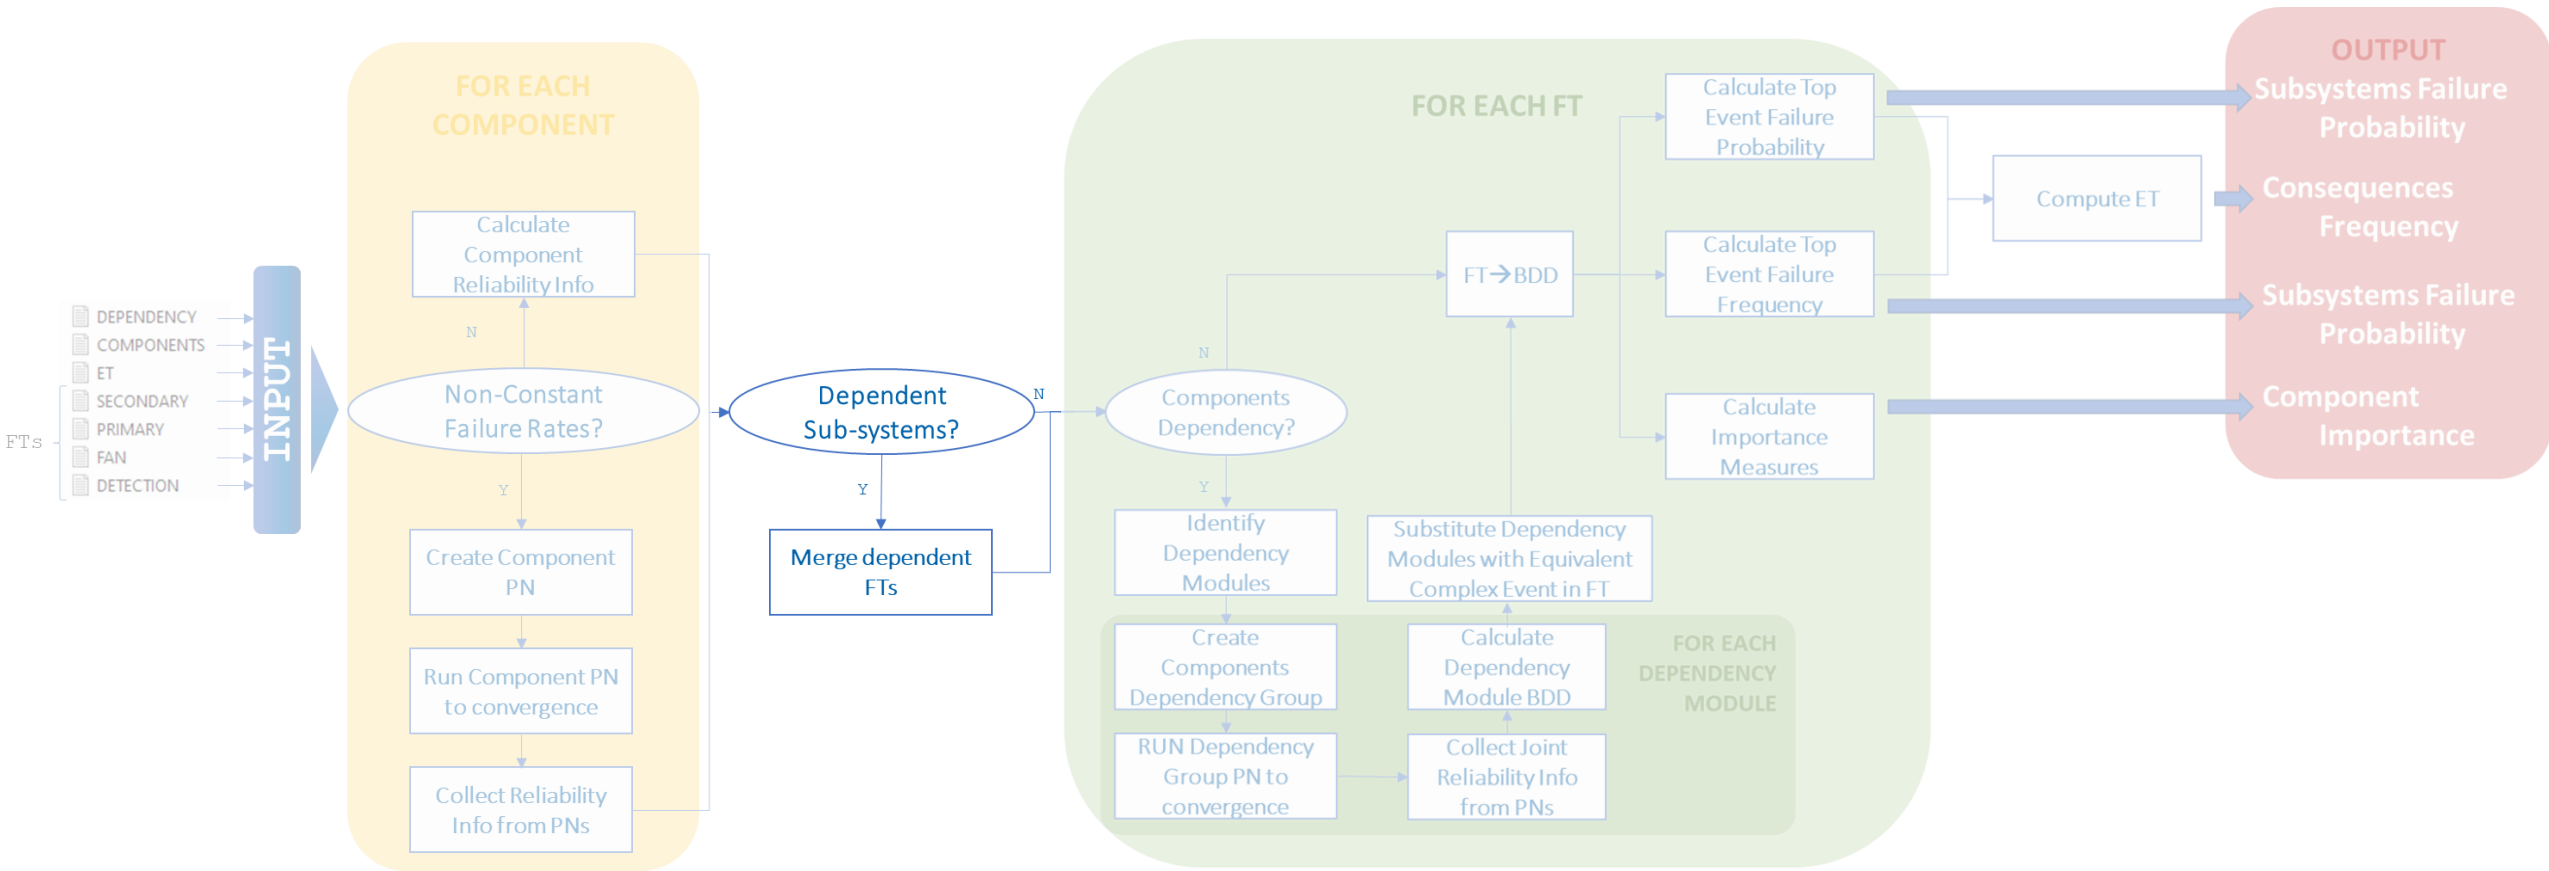 FTs
DEPENDENCY
COMPONENTS
ET
SECONDARY
PRIMARY
FAN
DETECTION
INPUT
FOR EACH
COMPONENT
Calculate
Component
Reliability Info
N
Non-Constant
Failure Rates?
Y
Create Component
PN
Run Component PN
to convergence
Collect Reliability
Info from PNs
Dependent
Sub-systems?
N
Y
Merge dependent
FTs
FOR EACH FT
Components
Dependency?
N
Y
Identify
Dependency
Modules
FOR EACH
DEPENDENCY
MODULE
Create
Components
Dependency Group
RUN Dependency
Group PN to
convergence
Collect Joint
Reliability Info
from PNs
Calculate
Dependency
Module BDD
Substitute Dependency
Modules with Equivalent
Complex Event in FT
FT→BDD
Calculate Top
Event Failure
Probability
Calculate Top
Event Failure
Frequency
Calculate
Importance
Measures
Compute ET
OUTPUT
Subsystems Failure
Probability
Consequences
Frequency
Subsystems Failure
Probability
Component
Importance